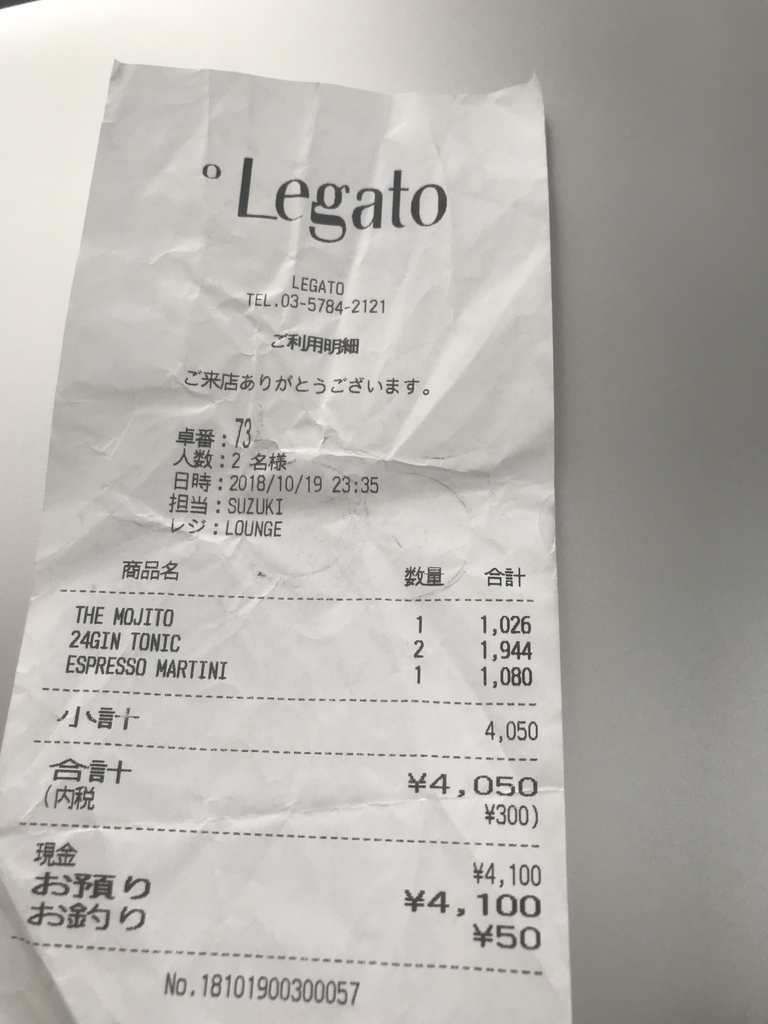 ° Legato
LEGATO
TEL.03-5784-2121
ご利用明細
ご来店ありがとうございます。
卓番：73
人数：2 名様
日時：2018/10/19 23:35
担当：SUZUKI
レジ：LOUNGE
商品名 数量 合計
THE MOJITO 1 1,026
24GIN TONIC 2 1,944
ESPRESSO MARTINI 1 1,080
小計 4,050
合計 ¥4,050
(内税 ¥300)
現金 ¥4,100
お預り ¥4,100
お釣り ¥50
No.18101900300057